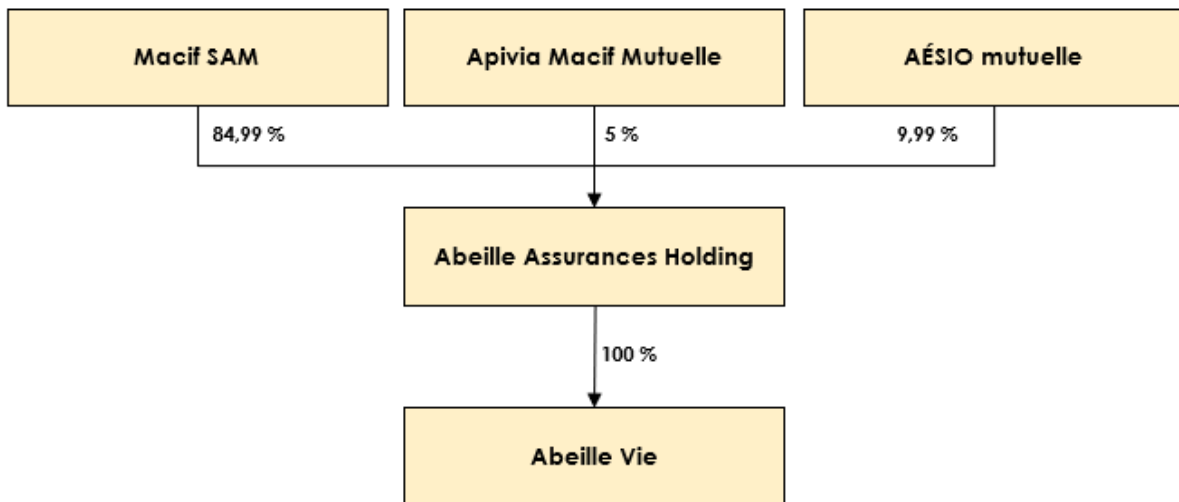 Macif SAM
Apivia Macif Mutuelle
AÉSIO mutuelle
84,99 %
5 %
9,99 %
Abeille Assurances Holding
100 %
Abeille Vie